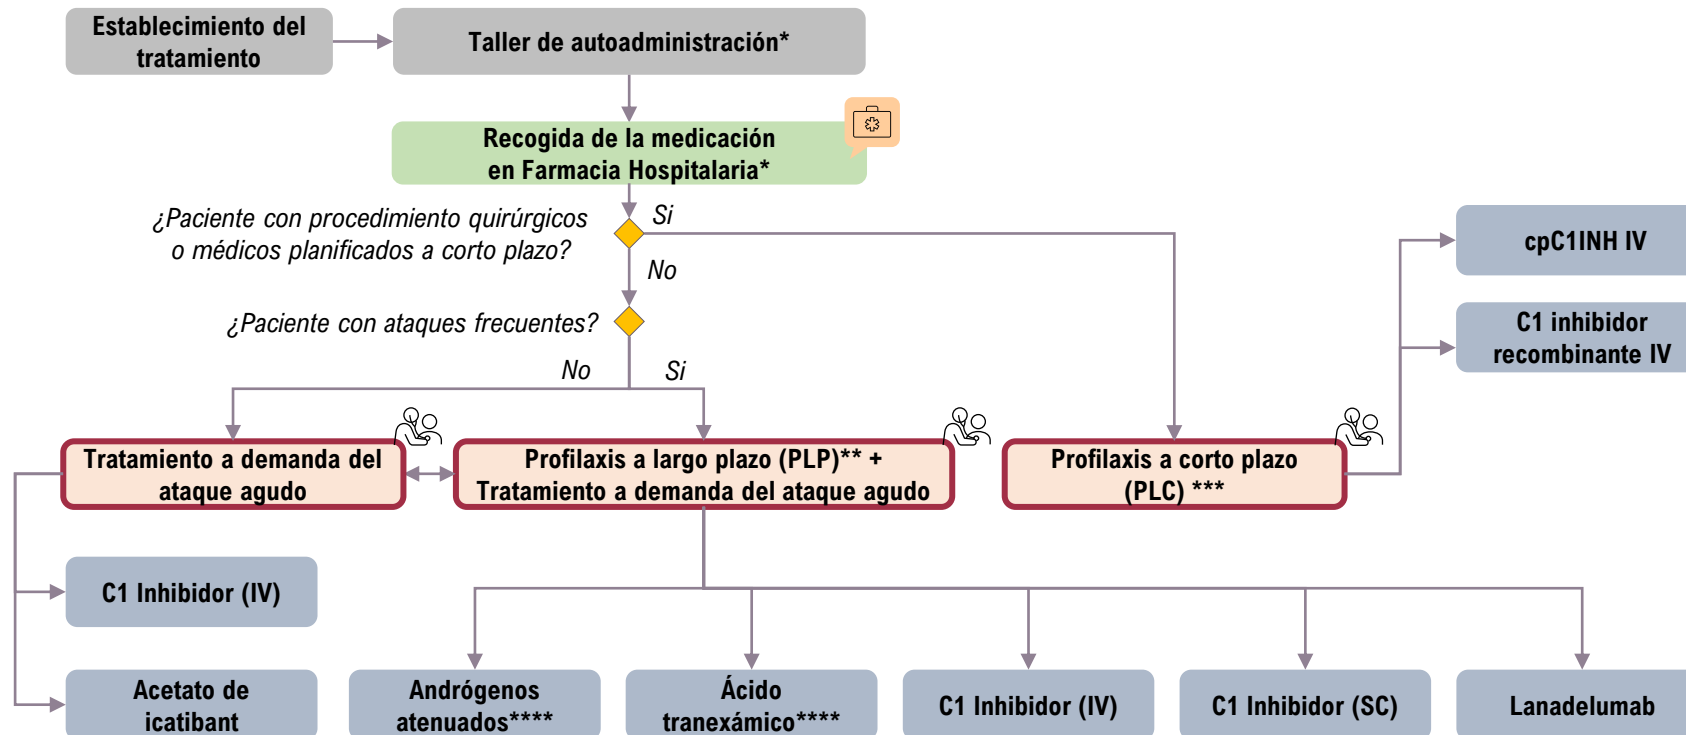 Establecimiento del
tratamiento
Taller de autoadministración*
Recogida de la medicación
en Farmacia Hospitalaria*
¿Paciente con procedimiento quirúrgicos
o médicos planificados a corto plazo?
Si
No
cpC1INH IV
C1 inhibidor
recombinante IV
¿Paciente con ataques frecuentes?
No
Si
Tratamiento a demanda del
ataque agudo
Profilaxis a largo plazo (PLP)** +
Tratamiento a demanda del ataque agudo
Profilaxis a corto plazo
(PLC) ***
C1 Inhibidor (IV)
Acetato de
icatibant
Andrógenos
atenuados****
Ácido
tranexámico****
C1 Inhibidor (IV)
C1 Inhibidor (SC)
Lanadelumab